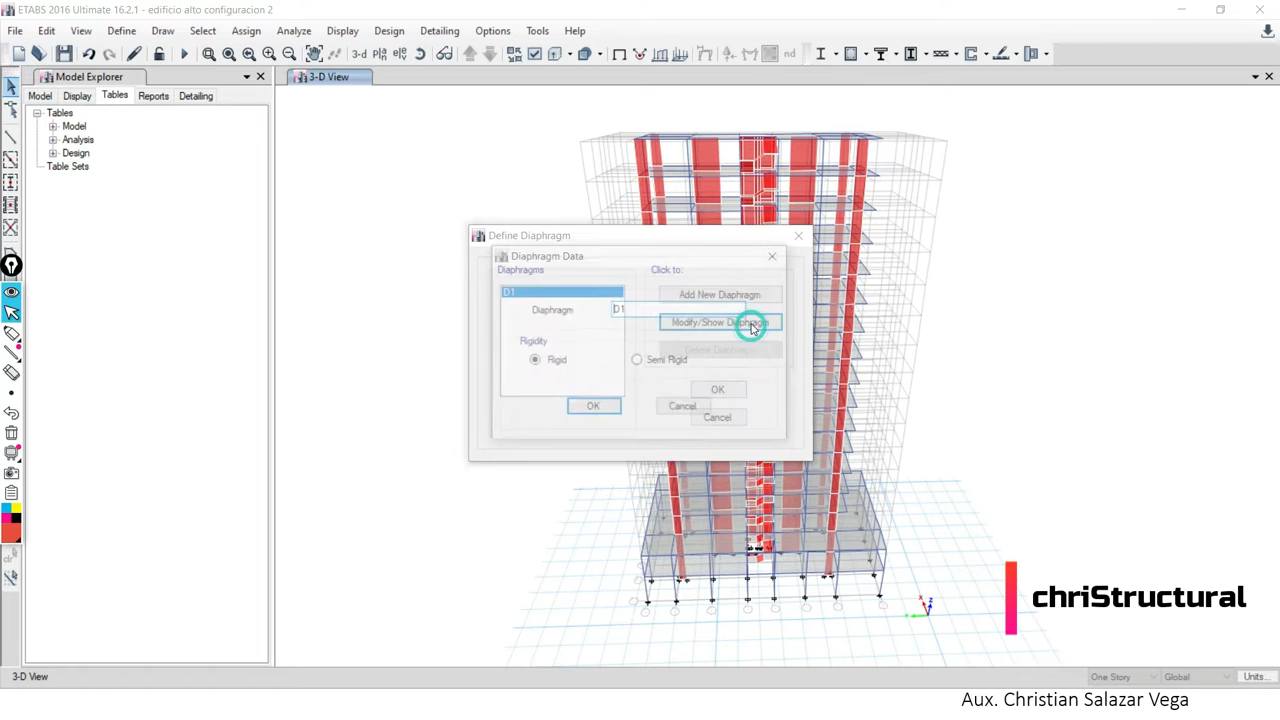 ETABS 2016 Ultimate 16.2.1 - edificio alto configuracion 2
File Edit View Define Draw Select Assign Analyze Display Design Detailing Options Tools Help
3-d nd
Model Explorer
3-D View
Model Display Tables Reports Detailing
Tables
Model
Analysis
Design
Table Sets
Define Diaphragm
Diaphragm Data
Diaphragms
Click to:
D1
Add New Diaphragm
Diaphragm D1
Modify/Show Diaphragm
Rigidity
Rigid Semi Rigid
OK
OK Cancel
Cancel
chriStructural
3-D View One Story Global Units...
Aux. Christian Salazar Vega